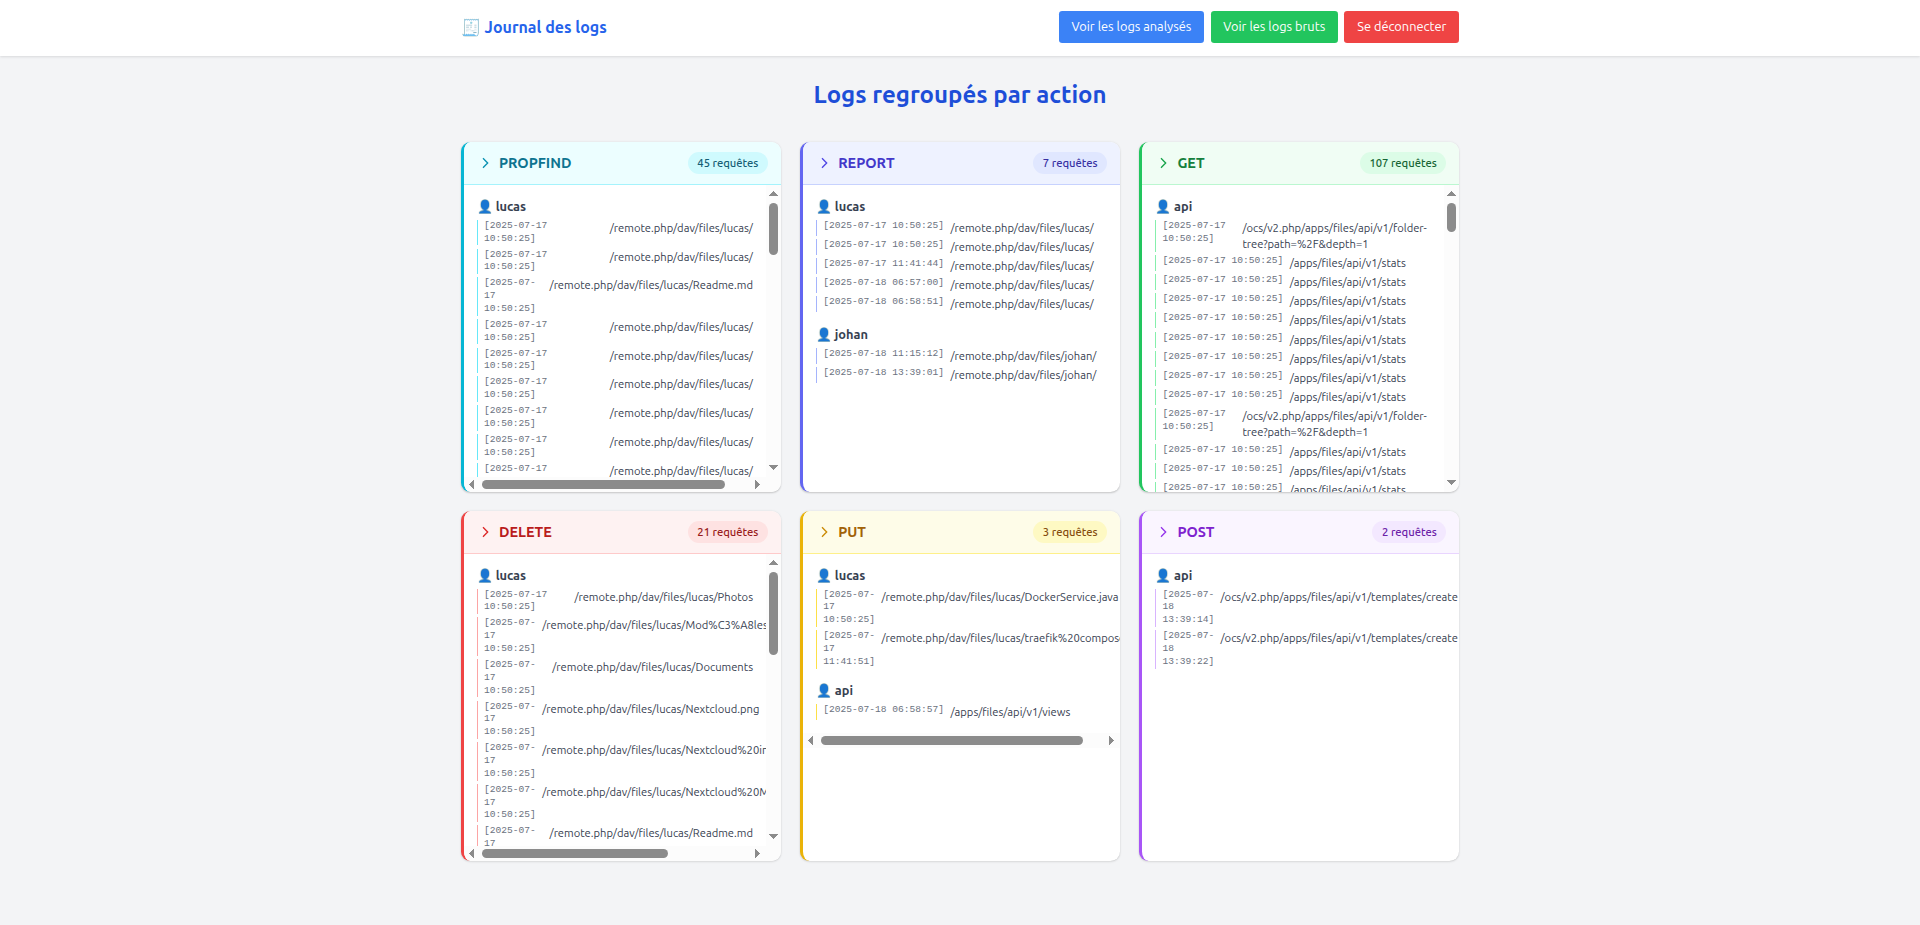 🧾 Journal des logs
Voir les logs analysés
Voir les logs bruts
Se déconnecter
Logs regroupés par action
PROPFIND
45 requêtes
lucas
[2025-07-17 10:50:25] /remote.php/dav/files/lucas/
[2025-07-17 10:50:25] /remote.php/dav/files/lucas/
[2025-07-17 10:50:25] /remote.php/dav/files/lucas/Readme.md
[2025-07-17 10:50:25] /remote.php/dav/files/lucas/
[2025-07-17 10:50:25] /remote.php/dav/files/lucas/
[2025-07-17 10:50:25] /remote.php/dav/files/lucas/
[2025-07-17 10:50:25] /remote.php/dav/files/lucas/
[2025-07-17 10:50:25] /remote.php/dav/files/lucas/
[2025-07-17 /remote.php/dav/files/lucas/
REPORT
7 requêtes
lucas
[2025-07-17 10:50:25] /remote.php/dav/files/lucas/
[2025-07-17 10:50:25] /remote.php/dav/files/lucas/
[2025-07-17 11:41:44] /remote.php/dav/files/lucas/
[2025-07-18 06:57:00] /remote.php/dav/files/lucas/
[2025-07-18 06:58:51] /remote.php/dav/files/lucas/
johan
[2025-07-18 11:15:12] /remote.php/dav/files/johan/
[2025-07-18 13:39:01] /remote.php/dav/files/johan/
GET
107 requêtes
api
[2025-07-17 10:50:25] /ocs/v2.php/apps/files/api/v1/folder-
tree?path=%2F&depth=1
[2025-07-17 10:50:25] /apps/files/api/v1/stats
[2025-07-17 10:50:25] /apps/files/api/v1/stats
[2025-07-17 10:50:25] /apps/files/api/v1/stats
[2025-07-17 10:50:25] /apps/files/api/v1/stats
[2025-07-17 10:50:25] /apps/files/api/v1/stats
[2025-07-17 10:50:25] /apps/files/api/v1/stats
[2025-07-17 10:50:25] /apps/files/api/v1/stats
[2025-07-17 10:50:25] /apps/files/api/v1/stats
[2025-07-17 10:50:25] /ocs/v2.php/apps/files/api/v1/folder-
tree?path=%2F&depth=1
[2025-07-17 10:50:25] /apps/files/api/v1/stats
[2025-07-17 10:50:25] /apps/files/api/v1/stats
[2025-07-17 10:50:25] /apps/files/api/v1/stats
DELETE
21 requêtes
lucas
[2025-07-17 10:50:25] /remote.php/dav/files/lucas/Photos
[2025-07-17 10:50:25] /remote.php/dav/files/lucas/Mod%C3%A8les
[2025-07-17 10:50:25] /remote.php/dav/files/lucas/Documents
[2025-07-17 10:50:25] /remote.php/dav/files/lucas/Nextcloud.png
[2025-07-17 10:50:25] /remote.php/dav/files/lucas/Nextcloud%20in
[2025-07-17 10:50:25] /remote.php/dav/files/lucas/Nextcloud%20M
[2025-07-17 /remote.php/dav/files/lucas/Readme.md
PUT
3 requêtes
lucas
[2025-07-17 10:50:25] /remote.php/dav/files/lucas/DockerService.java
[2025-07-17 11:41:51] /remote.php/dav/files/lucas/traefik%20compos
api
[2025-07-18 06:58:57] /apps/files/api/v1/views
POST
2 requêtes
api
[2025-07-18 13:39:14] /ocs/v2.php/apps/files/api/v1/templates/create
[2025-07-18 13:39:22] /ocs/v2.php/apps/files/api/v1/templates/create